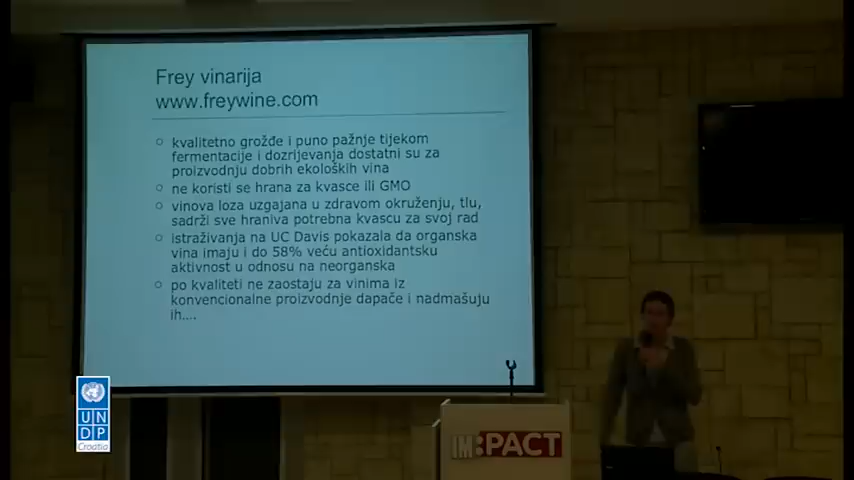 Frey vinarija
www.freywine.com
kvalitetno grožđe i puno pažnje tijekom
fermentacije i dozrijevanja dostatni su za
proizvodnju dobrih ekoloških vina
ne koristi se hrana za kvasce ili GMO
vinova loza uzgajana u zdravom okruženju, tlu,
sadrži sve hraniva potrebna kvascu za svoj rad
istraživanja na UC Davis pokazala da organska
vina imaju i do 58% veću antioxidantsku
aktivnost u odnosu na neorganska
po kvaliteti ne zaostaju za vinima iz
konvencionalne proizvodnje dapače i nadmašuju
ih....
UN
DP
Croatia
IM:PACT